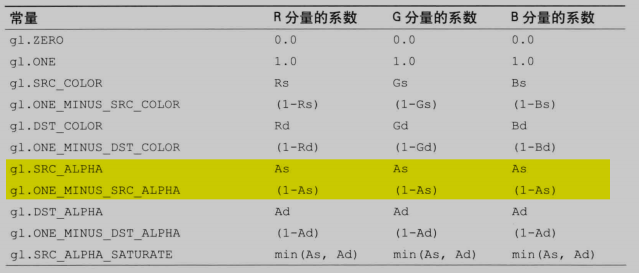 常量 R 分量的系数 G 分量的系数 B 分量的系数
gl.ZERO 0.0 0.0 0.0
gl.ONE 1.0 1.0 1.0
gl.SRC_COLOR Rs Gs Bs
gl.ONE_MINUS_SRC_COLOR (1-Rs) (1-Gs) (1-Bs)
gl.DST_COLOR Rd Gd Bd
gl.ONE_MINUS_DST_COLOR (1-Rd) (1-Gd) (1-Bd)
gl.SRC_ALPHA As As As
gl.ONE_MINUS_SRC_ALPHA (1-As) (1-As) (1-As)
gl.DST_ALPHA Ad Ad Ad
gl.ONE_MINUS_DST_ALPHA (1-Ad) (1-Ad) (1-Ad)
gl.SRC_ALPHA_SATURATE min(As, Ad) min(As, Ad) min(As, Ad)